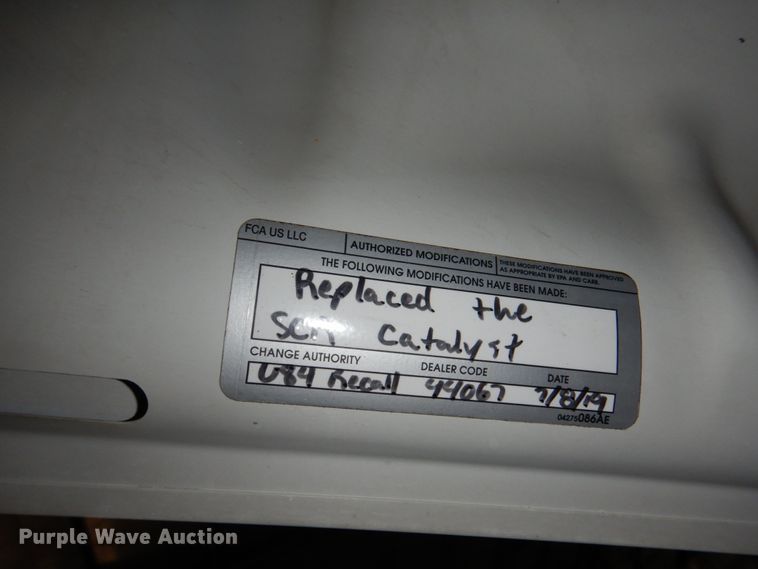 FCA US LLC
AUTHORIZED MODIFICATIONS
THESE MODIFICATIONS HAVE BEEN APPROVED
AS APPROPRIATE BY EPA AND CARB.
THE FOLLOWING MODIFICATIONS HAVE BEEN MADE:
Replaced the
SCR Catalyst
CHANGE AUTHORITY DEALER CODE DATE
U84 Recall 44067 7/8/19
04275086AE
Purple Wave Auction